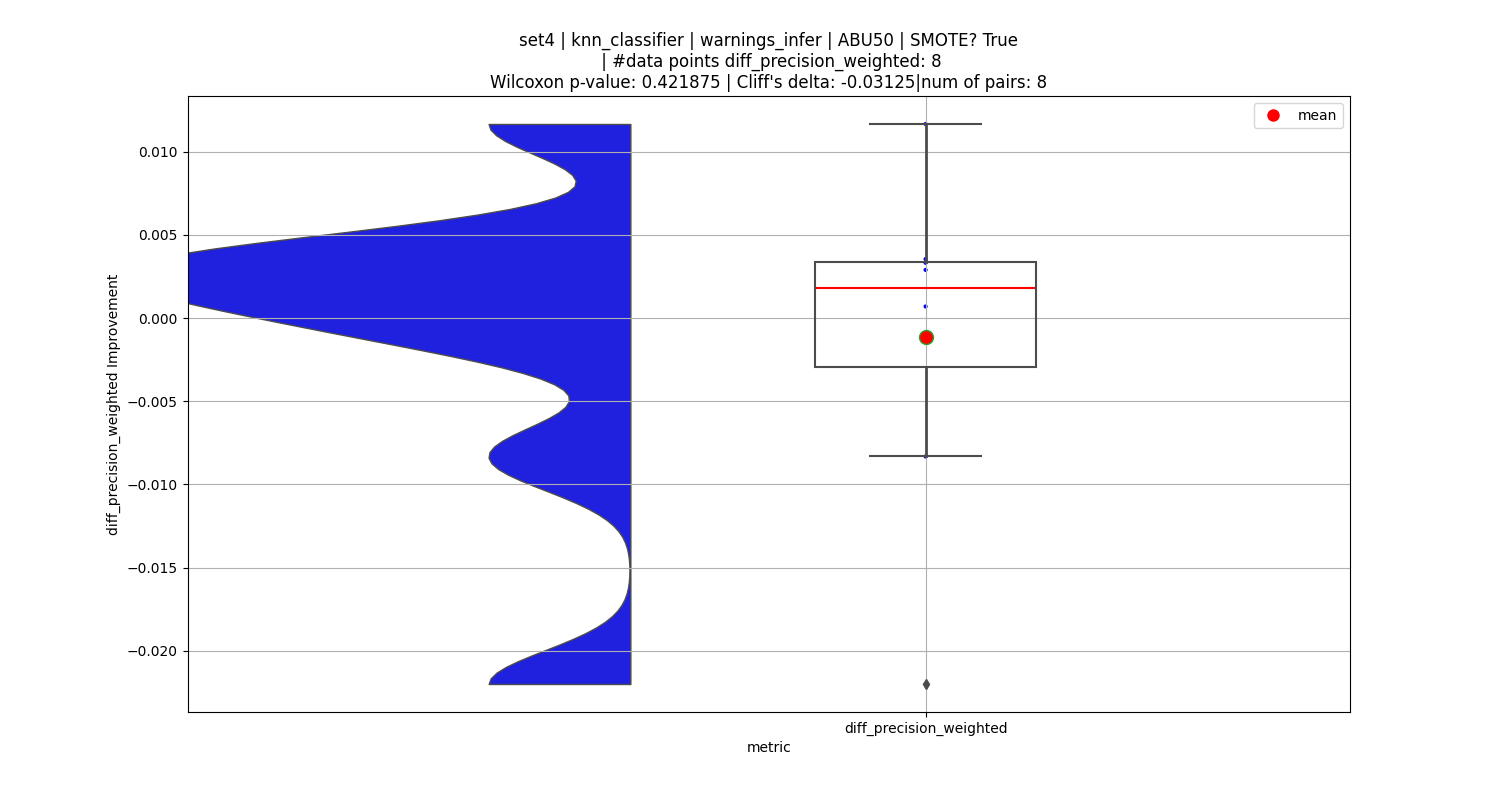 set4 | knn_classifier | warnings_infer | ABU50 | SMOTE? True
| #data points diff_precision_weighted: 8
Wilcoxon p-value: 0.421875 | Cliff's delta: -0.03125|num of pairs: 8
mean
0.010
0.005
0.000
−0.005
−0.010
−0.015
−0.020
diff_precision_weighted Improvement
diff_precision_weighted
metric